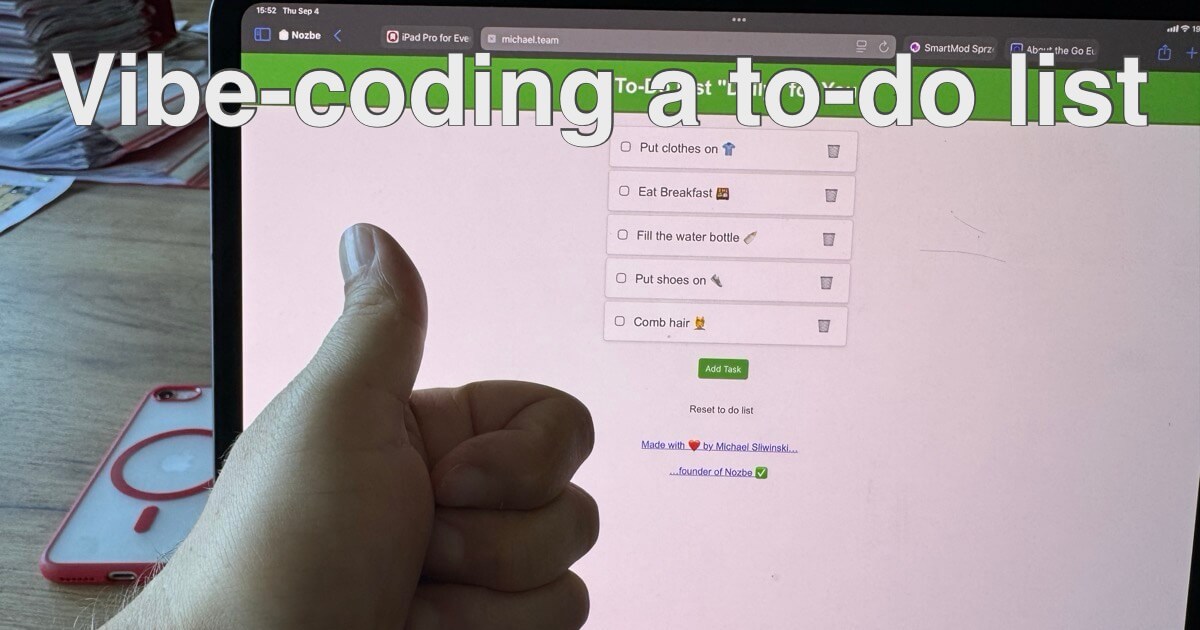 15:52 Thu Sep 4
Nozbe
iPad Pro for Eve
michael.team
SmartMod Sprz
About the Go Eu
Vibe-coding a to-do list
Put clothes on 👕
Eat Breakfast 🍱
Fill the water bottle 🍼
Put shoes on
Comb hair
Add Task
Reset to do list
Made with ❤️ by Michael Sliwinski...
...founder of Nozbe ✅